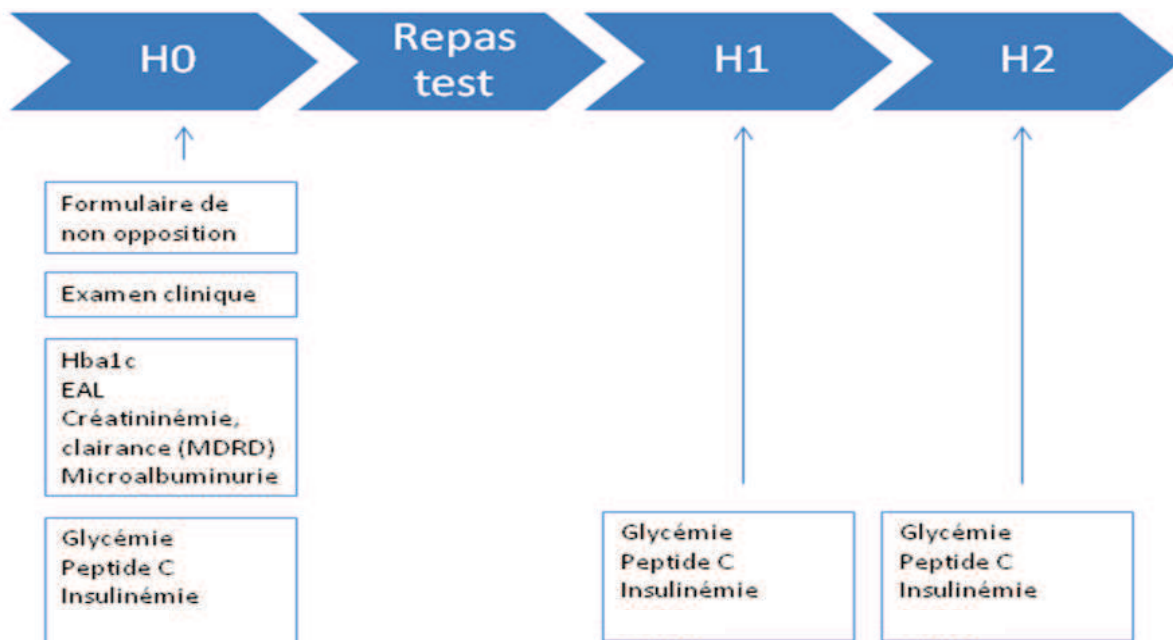 H0
Repas
test
H1
H2
Formulaire de
non opposition
Examen clinique
Hba1c
EAL
Créatininémie,
clairance (MDRD)
Microalbuminurie
Glycémie
Peptide C
Insulinémie
Glycémie
Peptide C
Insulinémie
Glycémie
Peptide C
Insulinémie